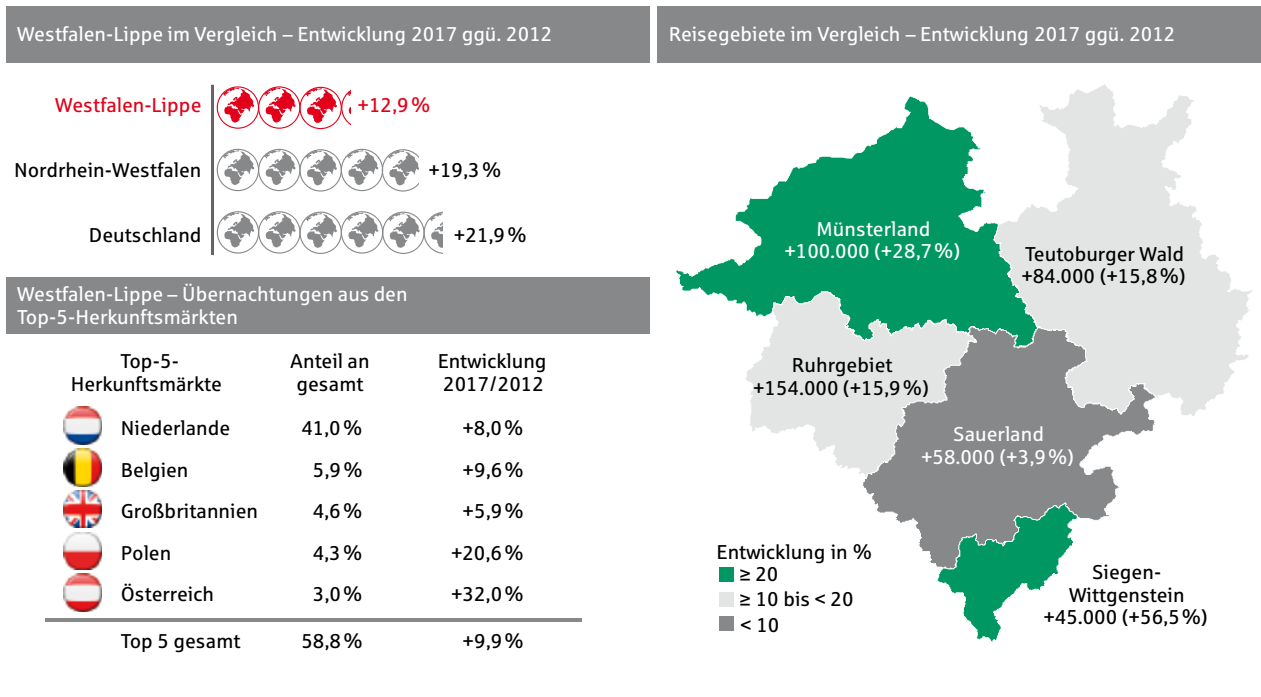 Westfalen-Lippe im Vergleich – Entwicklung 2017 ggü. 2012
Westfalen-Lippe +12,9 %
Nordrhein-Westfalen +19,3 %
Deutschland +21,9 %
Westfalen-Lippe – Übernachtungen aus den
Top-5-Herkunftsmärkten
Top-5- Anteil an Entwicklung
Herkunftsmärkte gesamt 2017/2012
Niederlande 41,0 % +8,0 %
Belgien 5,9 % +9,6 %
Großbritannien 4,6 % +5,9 %
Polen 4,3 % +20,6 %
Österreich 3,0 % +32,0 %
Top 5 gesamt 58,8 % +9,9 %
Reisegebiete im Vergleich – Entwicklung 2017 ggü. 2012
Münsterland
+100.000 (+28,7 %)
Teutoburger Wald
+84.000 (+15,8 %)
Ruhrgebiet
+154.000 (+15,9 %)
Sauerland
+58.000 (+3,9 %)
Siegen-
Wittgenstein
+45.000 (+56,5 %)
Entwicklung in %
≥ 20
≥ 10 bis < 20
< 10